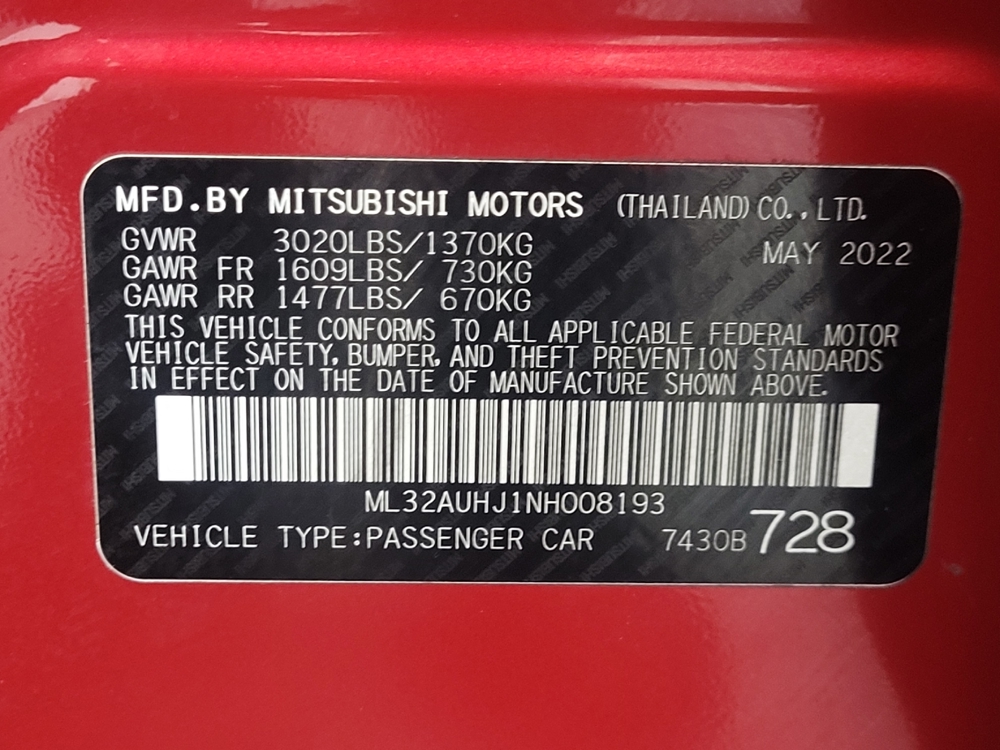 MFD.BY MITSUBISHI MOTORS (THAILAND) CO.,LTD.
GVWR 3020LBS/1370KG MAY 2022
GAWR FR 1609LBS/ 730KG
GAWR RR 1477LBS/ 670KG
THIS VEHICLE CONFORMS TO ALL APPLICABLE FEDERAL MOTOR
VEHICLE SAFETY, BUMPER, AND THEFT PREVENTION STANDARDS
IN EFFECT ON THE DATE OF MANUFACTURE SHOWN ABOVE.
ML32AUHJ1NH008193
VEHICLE TYPE:PASSENGER CAR 7430B 728